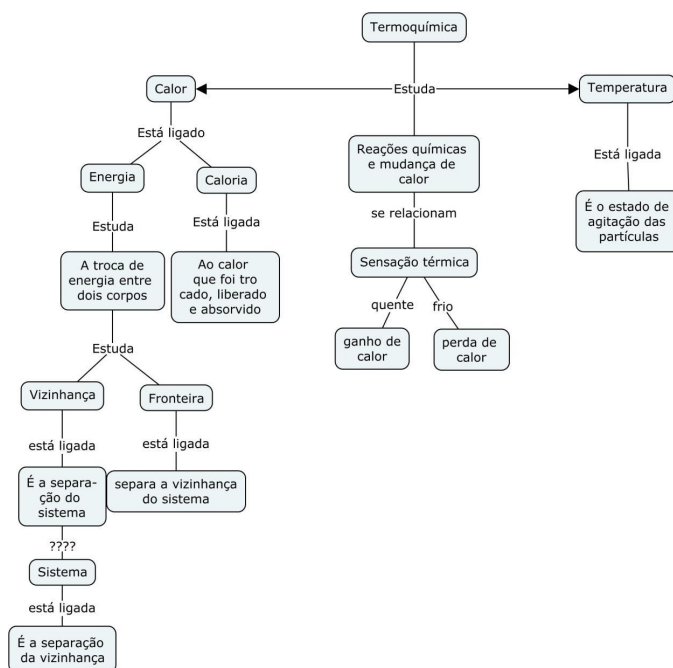 Termoquímica
Calor
Estuda
Temperatura
Está ligado
Reações químicas
e mudança de
calor
Está ligada
Energia
Caloria
se relacionam
É o estado de
agitação das
partículas
Estuda
Está ligada
A troca de
energia entre
dois corpos
Ao calor
que foi tro
cado, liberado
e absorvido
Sensação térmica
quente
frio
ganho de
calor
perda de
calor
Estuda
Vizinhança
Fronteira
está ligada
está ligada
É a separa-
ção do
sistema
separa a vizinhança
do sistema
????
Sistema
está ligada
É a separação
da vizinhança